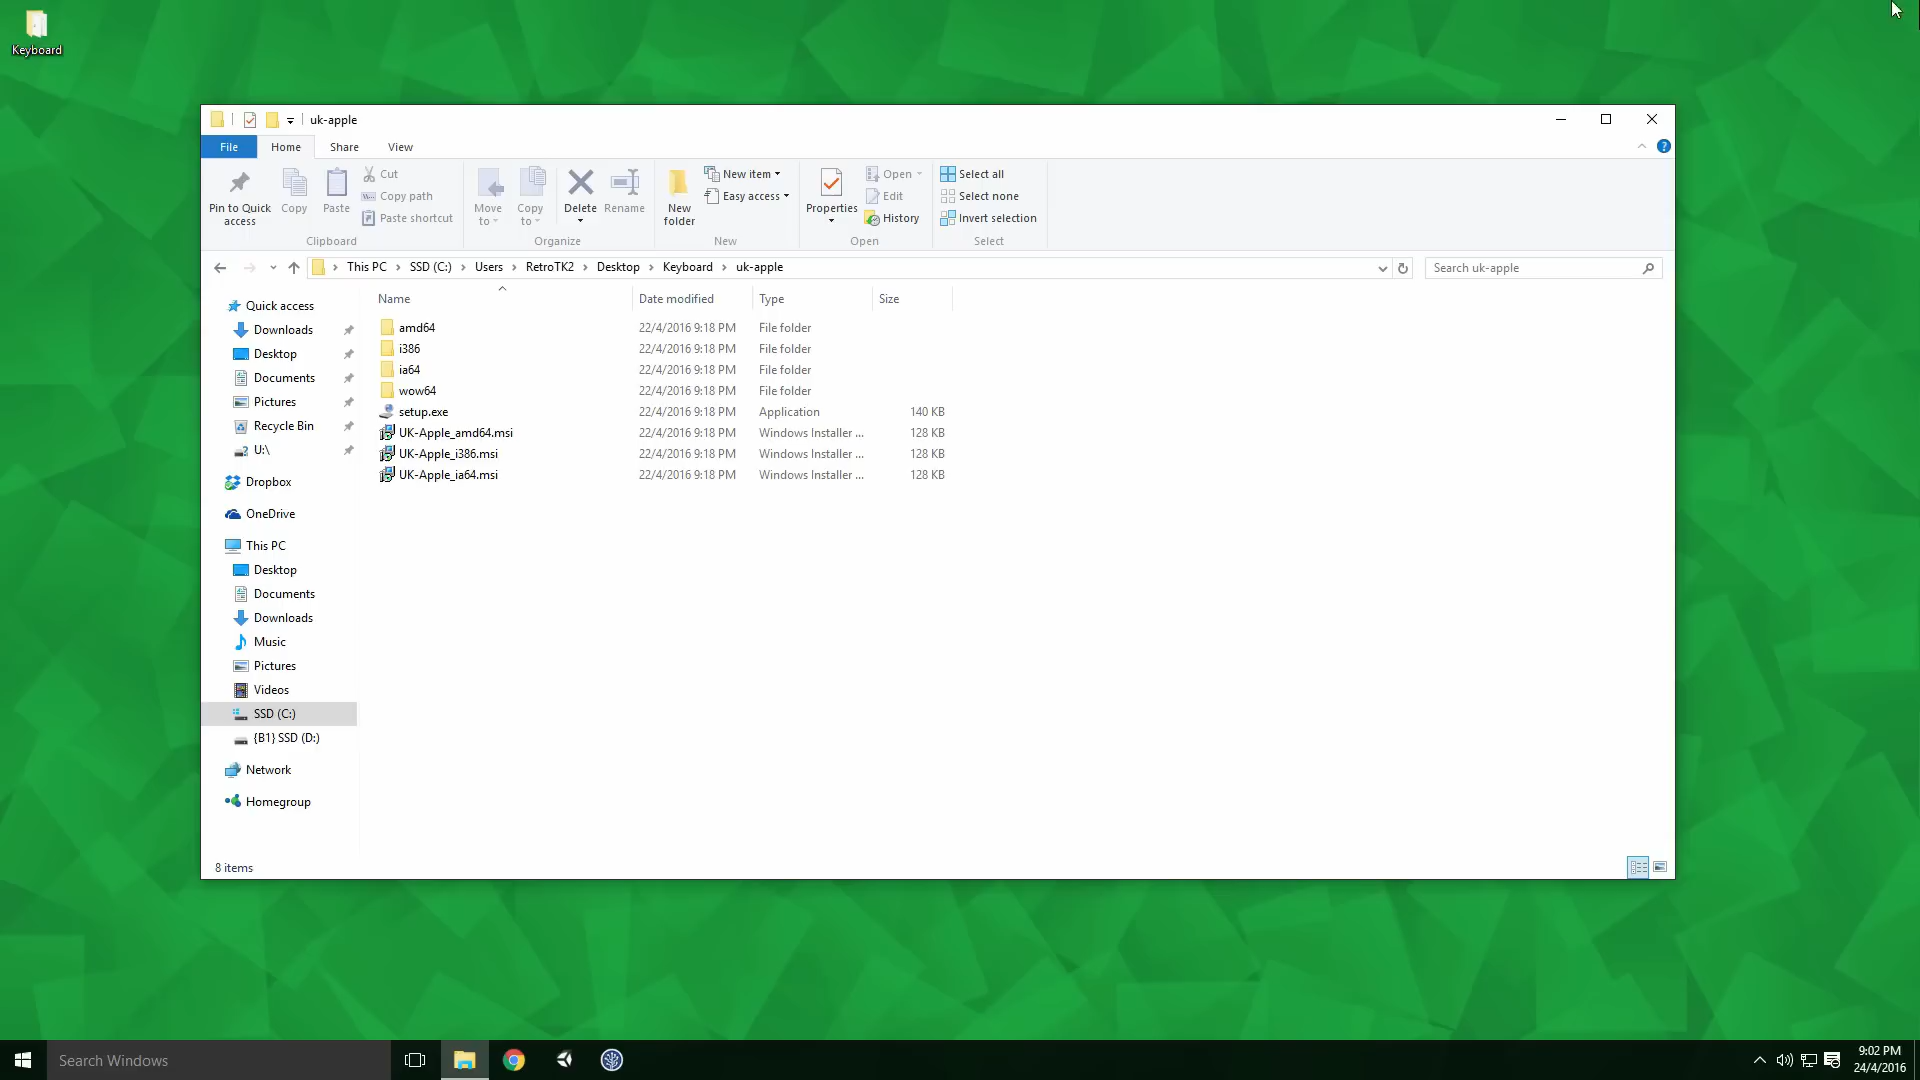 Keyboard
uk-apple
File Home Share View
Pin to Quick access
Copy
Paste
Cut
Copy path
Paste shortcut
Clipboard
Move to
Copy to
Delete
Rename
Organize
New folder
New item
Easy access
New
Properties
Open
Edit
History
Open
Select all
Select none
Invert selection
Select
This PC > SSD (C:) > Users > RetroTK2 > Desktop > Keyboard > uk-apple
Search uk-apple
Quick access
Downloads
Desktop
Documents
Pictures
Recycle Bin
U:\
Dropbox
OneDrive
This PC
Desktop
Documents
Downloads
Music
Pictures
Videos
SSD (C:)
{B1} SSD (D:)
Network
Homegroup
Name Date modified Type Size
amd64 22/4/2016 9:18 PM File folder
i386 22/4/2016 9:18 PM File folder
ia64 22/4/2016 9:18 PM File folder
wow64 22/4/2016 9:18 PM File folder
setup.exe 22/4/2016 9:18 PM Application 140 KB
UK-Apple_amd64.msi 22/4/2016 9:18 PM Windows Installer ... 128 KB
UK-Apple_i386.msi 22/4/2016 9:18 PM Windows Installer ... 128 KB
UK-Apple_ia64.msi 22/4/2016 9:18 PM Windows Installer ... 128 KB
8 items
Search Windows
9:02 PM
24/4/2016